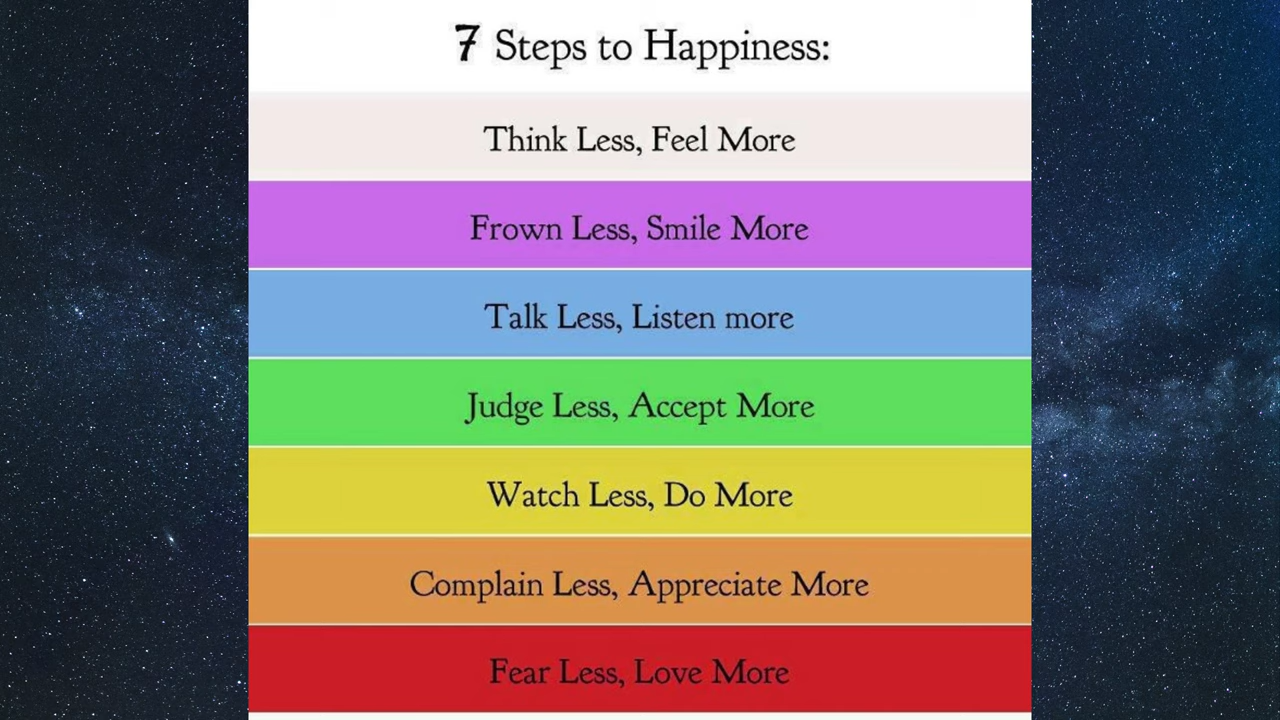 7 Steps to Happiness:
Think Less, Feel More
Frown Less, Smile More
Talk Less, Listen more
Judge Less, Accept More
Watch Less, Do More
Complain Less, Appreciate More
Fear Less, Love More